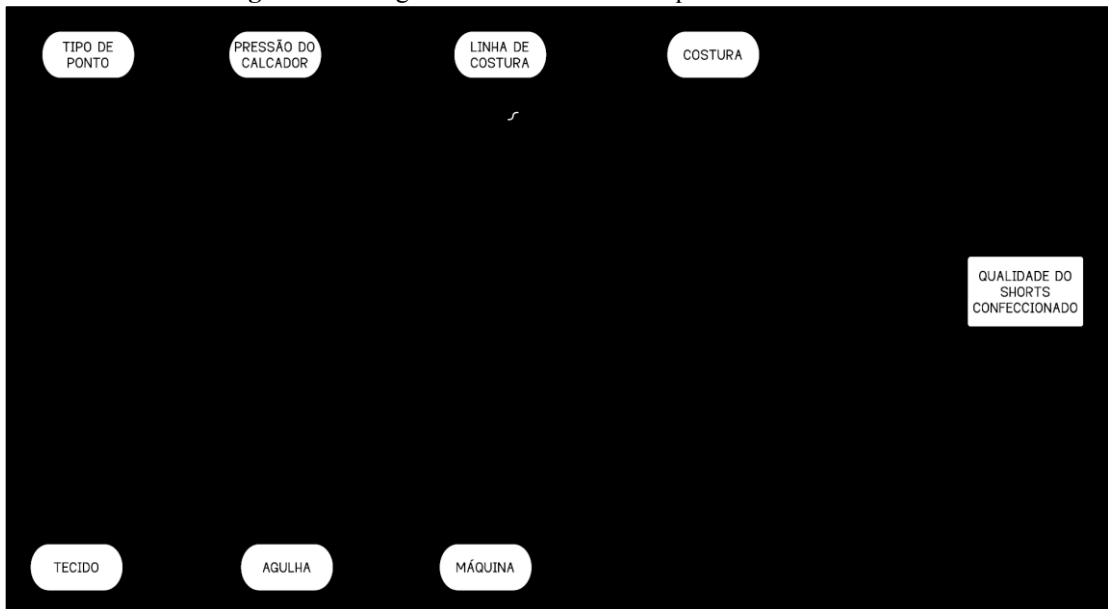 TIPO DE
PONTO
PRESSÃO DO
CALCADOR
LINHA DE
COSTURA
COSTURA
QUALIDADE DO
SHORTS
CONFECCIONADO
TECIDO
AGULHA
MÁQUINA